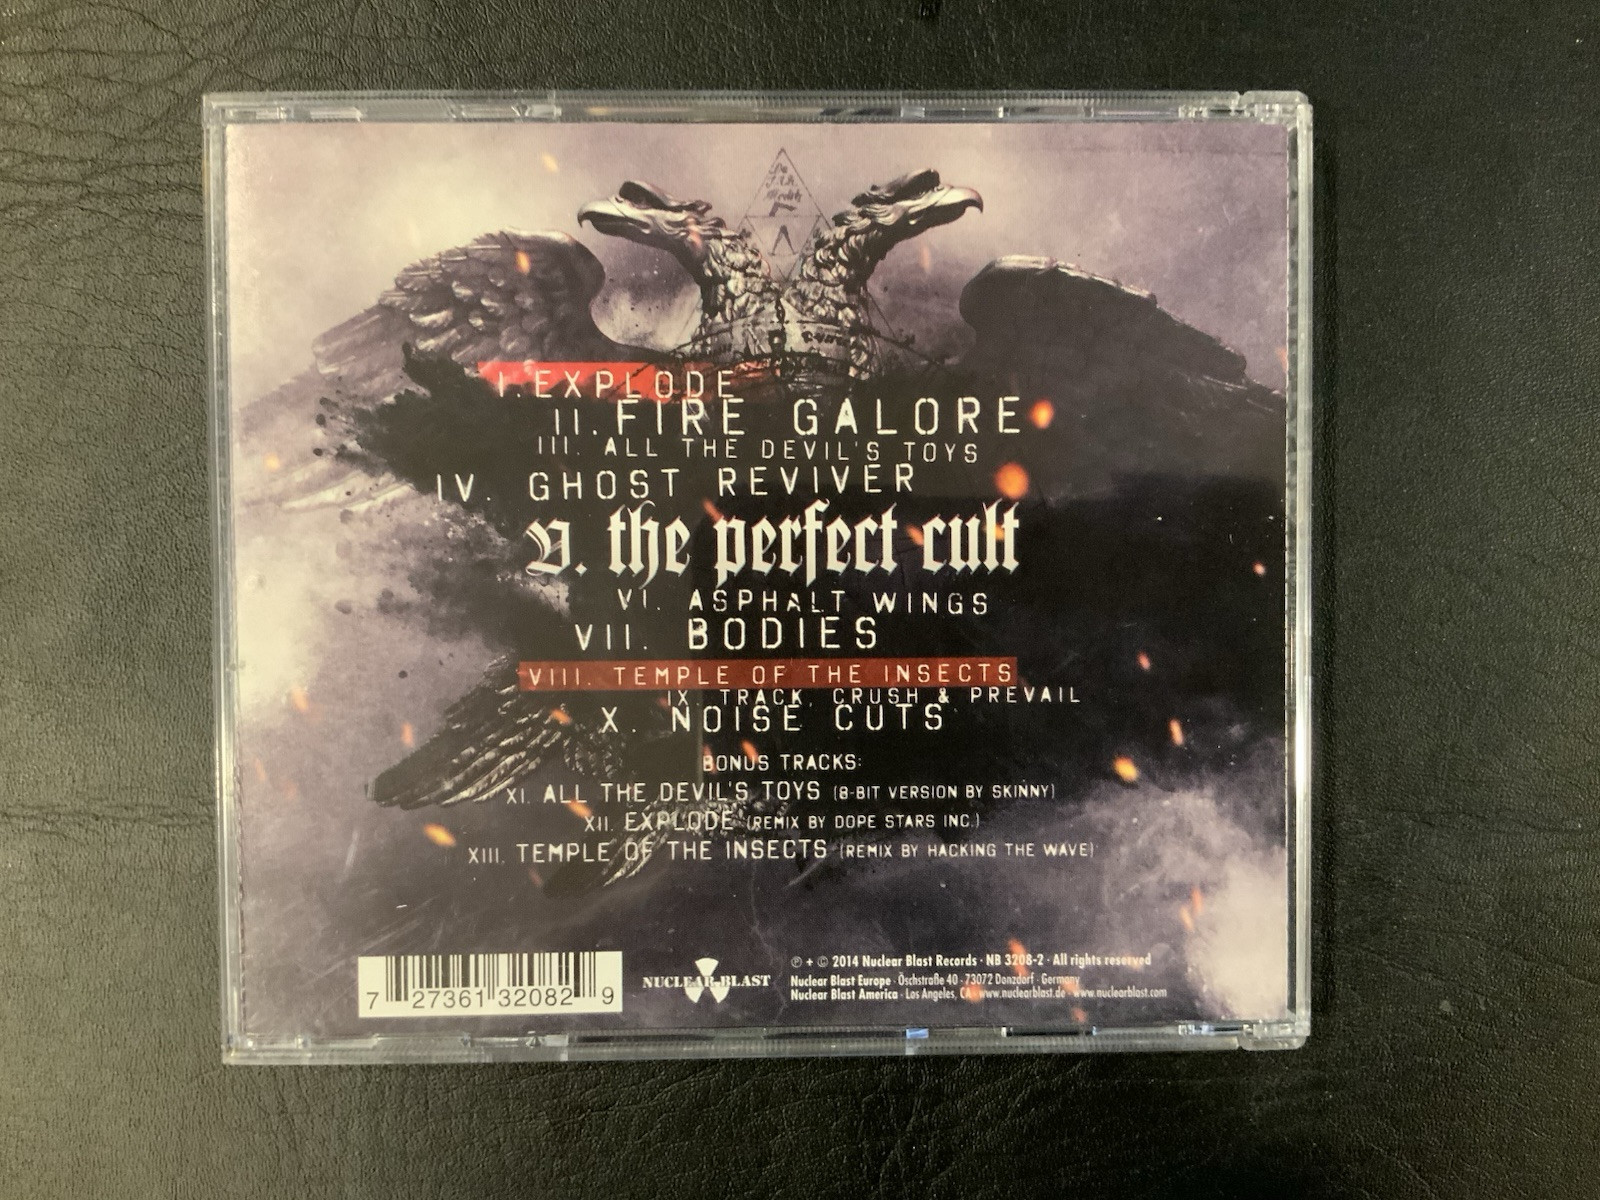 I. EXPLODE
II. FIRE GALORE
III. ALL THE DEVIL'S TOYS
IV. GHOST REVIVER
V. the perfect cult
VI. ASPHALT WINGS
VII. BODIES
VIII. TEMPLE OF THE INSECTS
IX. TRACK, CRUSH & PREVAIL
X. NOISE CUTS
BONUS TRACKS:
XI. ALL THE DEVIL'S TOYS (8-BIT VERSION BY SKINNY)
XII. EXPLODE (REMIX BY DOPE STARS INC.)
XIII. TEMPLE OF THE INSECTS (REMIX BY HACKING THE WAVE)
7 27361 32082 9
NUCLEAR BLAST
℗ + © 2014 Nuclear Blast Records · NB 3208-2 · All rights reserved
Nuclear Blast Europe · Öschstraße 40 · 73072 Donzdorf · Germany
Nuclear Blast America · Los Angeles, CA · www.nuclearblast.de · www.nuclearblast.com